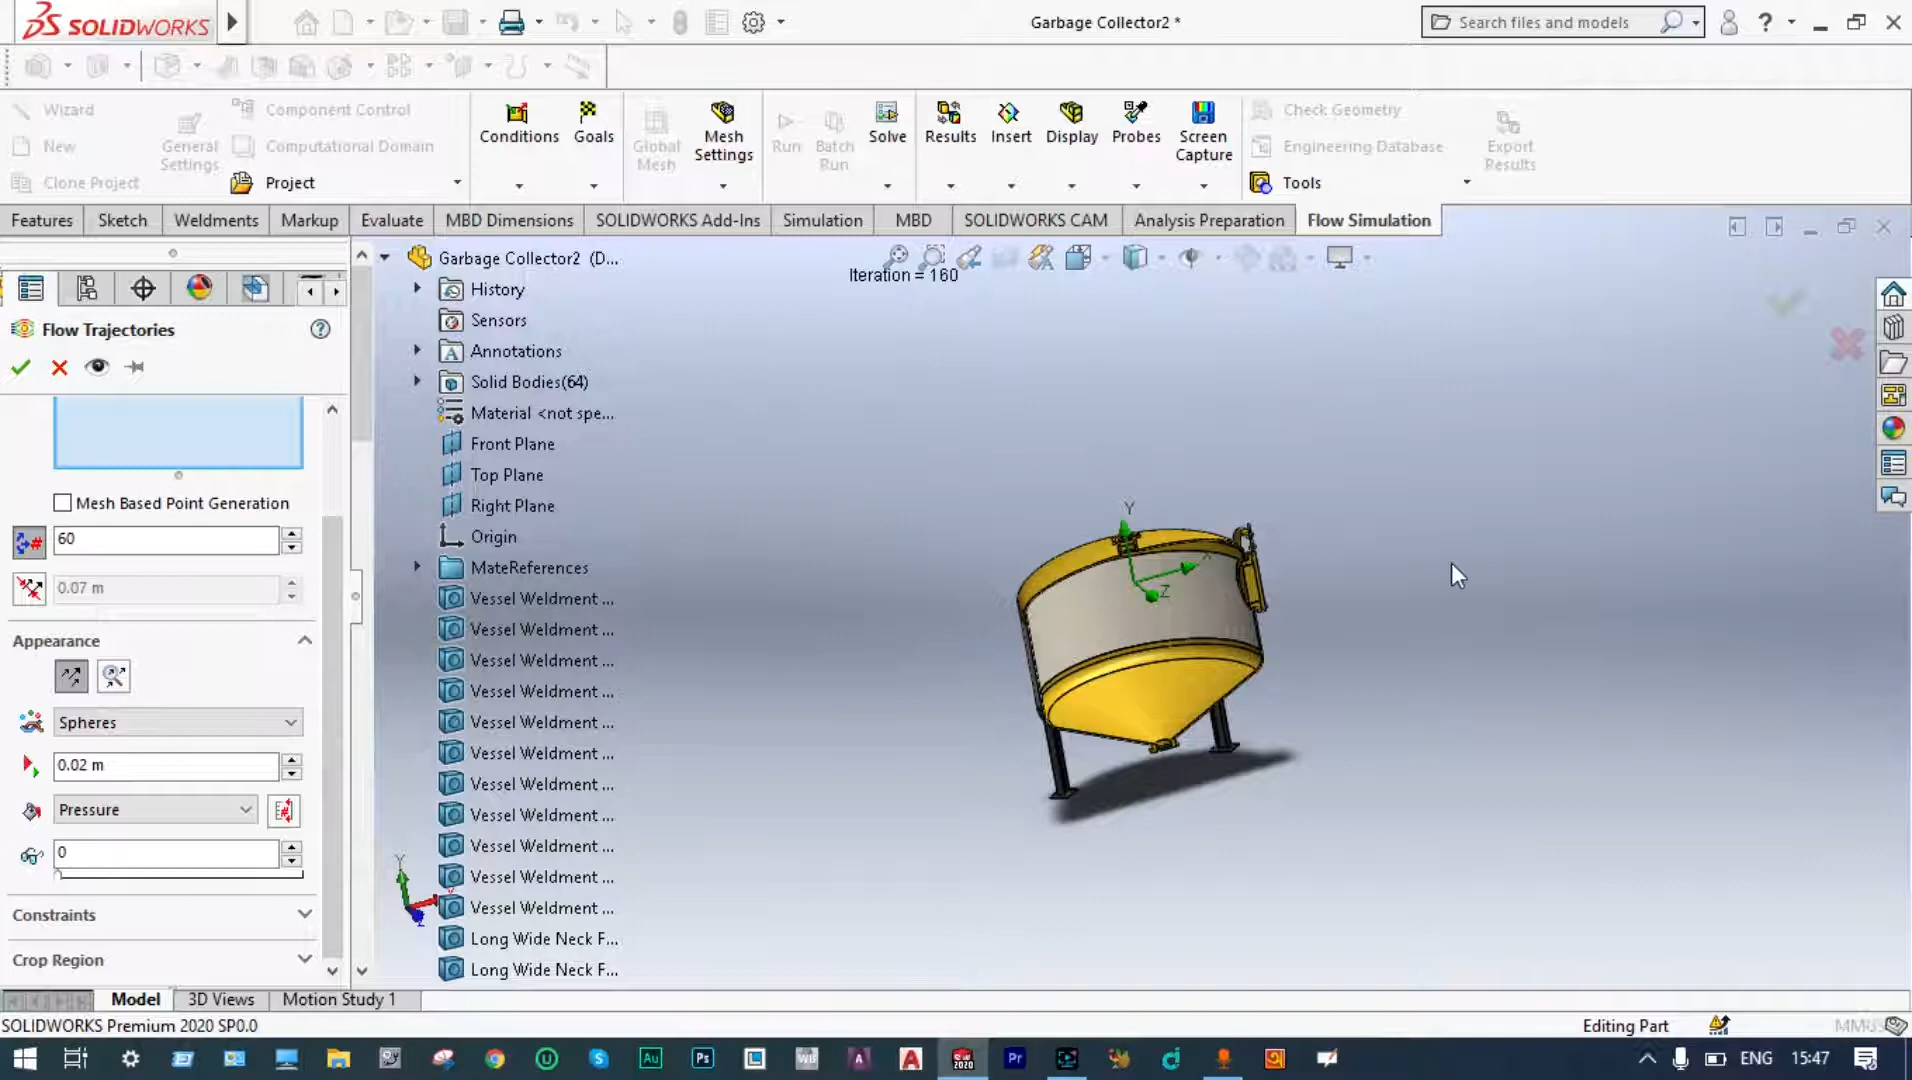 SOLIDWORKS
Garbage Collector2 *
Search files and models
Wizard
New
Clone Project
General Settings
Component Control
Computational Domain
Project
Conditions
Goals
Global Mesh
Mesh Settings
Run
Batch Run
Solve
Results
Insert
Display
Probes
Screen Capture
Check Geometry
Engineering Database
Tools
Export Results
Features
Sketch
Weldments
Markup
Evaluate
MBD Dimensions
SOLIDWORKS Add-Ins
Simulation
MBD
SOLIDWORKS CAM
Analysis Preparation
Flow Simulation
Flow Trajectories
Mesh Based Point Generation
60
0.07 m
Appearance
Spheres
0.02 m
Pressure
0
Constraints
Crop Region
Garbage Collector2 (D...
History
Sensors
Annotations
Solid Bodies(64)
Material <not spe...
Front Plane
Top Plane
Right Plane
Origin
MateReferences
Vessel Weldment ...
Vessel Weldment ...
Vessel Weldment ...
Vessel Weldment ...
Vessel Weldment ...
Vessel Weldment ...
Vessel Weldment ...
Vessel Weldment ...
Vessel Weldment ...
Vessel Weldment ...
Vessel Weldment ...
Long Wide Neck F...
Long Wide Neck F...
Iteration = 160
Y
X
Z
Y
Model
3D Views
Motion Study 1
SOLIDWORKS Premium 2020 SP0.0
Editing Part
ENG
15:47